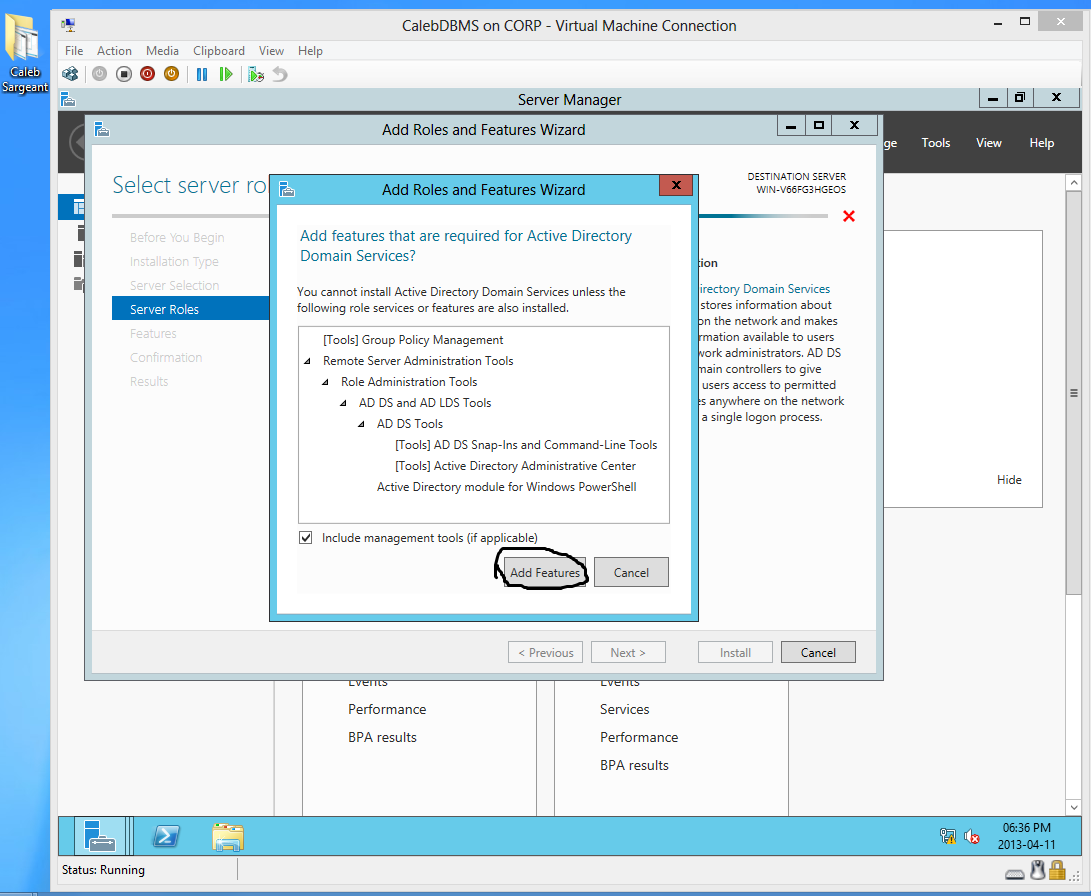 CalebDBMS on CORP - Virtual Machine Connection
File Action Media Clipboard View Help
Caleb
Sargeant
Server Manager
Add Roles and Features Wizard
ge Tools View Help
Select server ro
DESTINATION SERVER
WIN-V66FG3HGEOS
Before You Begin
Installation Type
Server Selection
Server Roles
Features
Confirmation
Results
Add Roles and Features Wizard
Add features that are required for Active Directory
Domain Services?
You cannot install Active Directory Domain Services unless the
following role services or features are also installed.
[Tools] Group Policy Management
Remote Server Administration Tools
Role Administration Tools
AD DS and AD LDS Tools
AD DS Tools
[Tools] AD DS Snap-Ins and Command-Line Tools
[Tools] Active Directory Administrative Center
Active Directory module for Windows PowerShell
Include management tools (if applicable)
Add Features Cancel
tion
irectory Domain Services
stores information about
on the network and makes
rmation available to users
work administrators. AD DS
main controllers to give
users access to permitted
es anywhere on the network
a single logon process.
Hide
< Previous Next > Install Cancel
Events
Performance
BPA results
Events
Services
Performance
BPA results
06:36 PM
2013-04-11
Status: Running